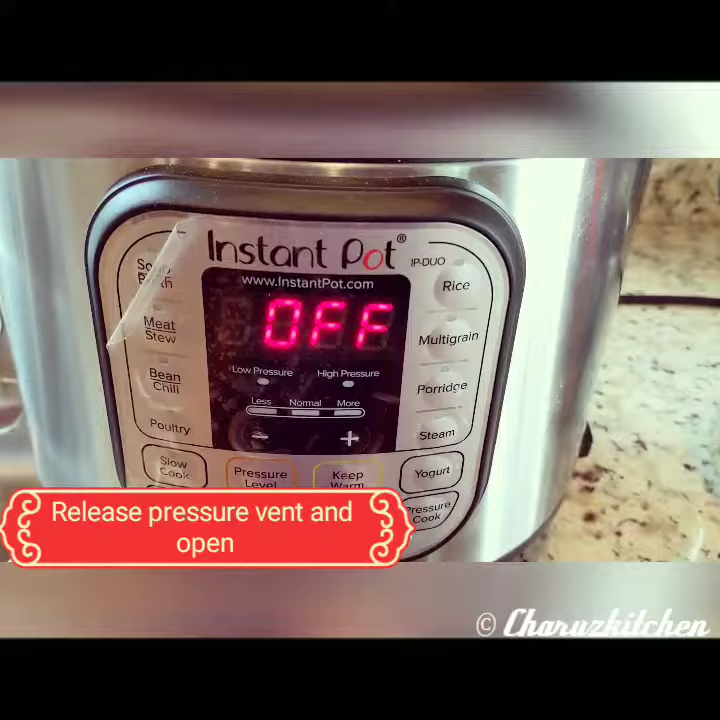 Instant Pot®
IP-DUO
www.InstantPot.com
OFF
Low Pressure High Pressure
Less Normal More
− +
Meat
Stew
Bean
Chili
Poultry
Slow
Cook
Pressure
Level
Keep
Warm
Rice
Multigrain
Porridge
Steam
Yogurt
Pressure
Cook
Release pressure vent and
open
© Charuzkitchen